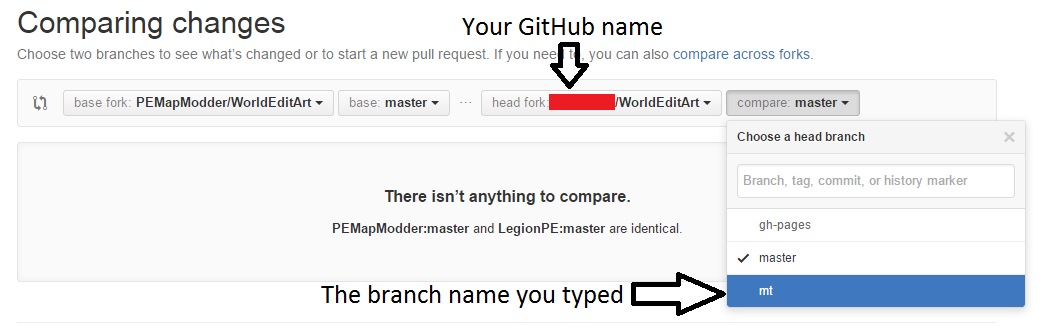 Comparing changes
Your GitHub name
Choose two branches to see what's changed or to start a new pull request. If you need to, you can also compare across forks.
base fork: PEMapModder/WorldEditArt base: master ... head fork: /WorldEditArt compare: master
Choose a head branch ×
Branch, tag, commit, or history marker
There isn't anything to compare.
PEMapModder:master and LegionPE:master are identical.
gh-pages
master
The branch name you typed
mt